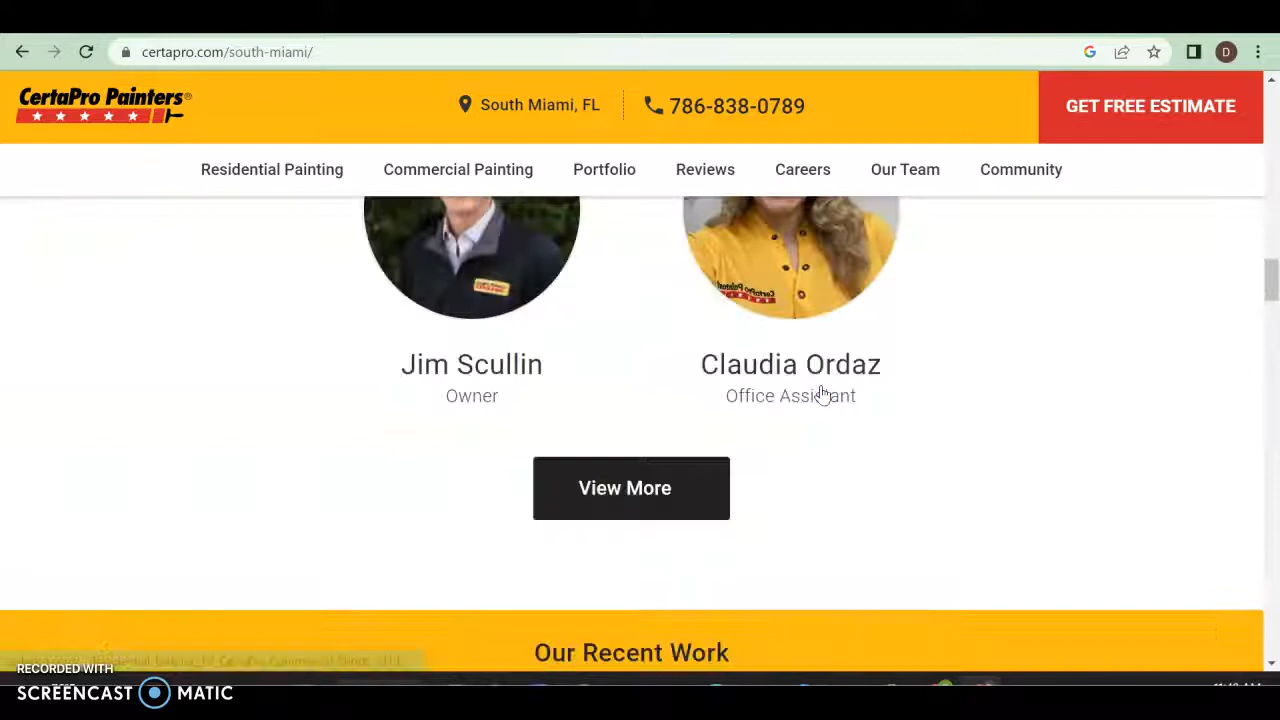 certapro.com/south-miami/
D
CertaPro Painters®
South Miami, FL
786-838-0789
GET FREE ESTIMATE
Residential Painting
Commercial Painting
Portfolio
Reviews
Careers
Our Team
Community
Jim Scullin
Owner
Claudia Ordaz
Office Assistant
View More
Our Recent Work
RECORDED WITH
SCREENCAST MATIC